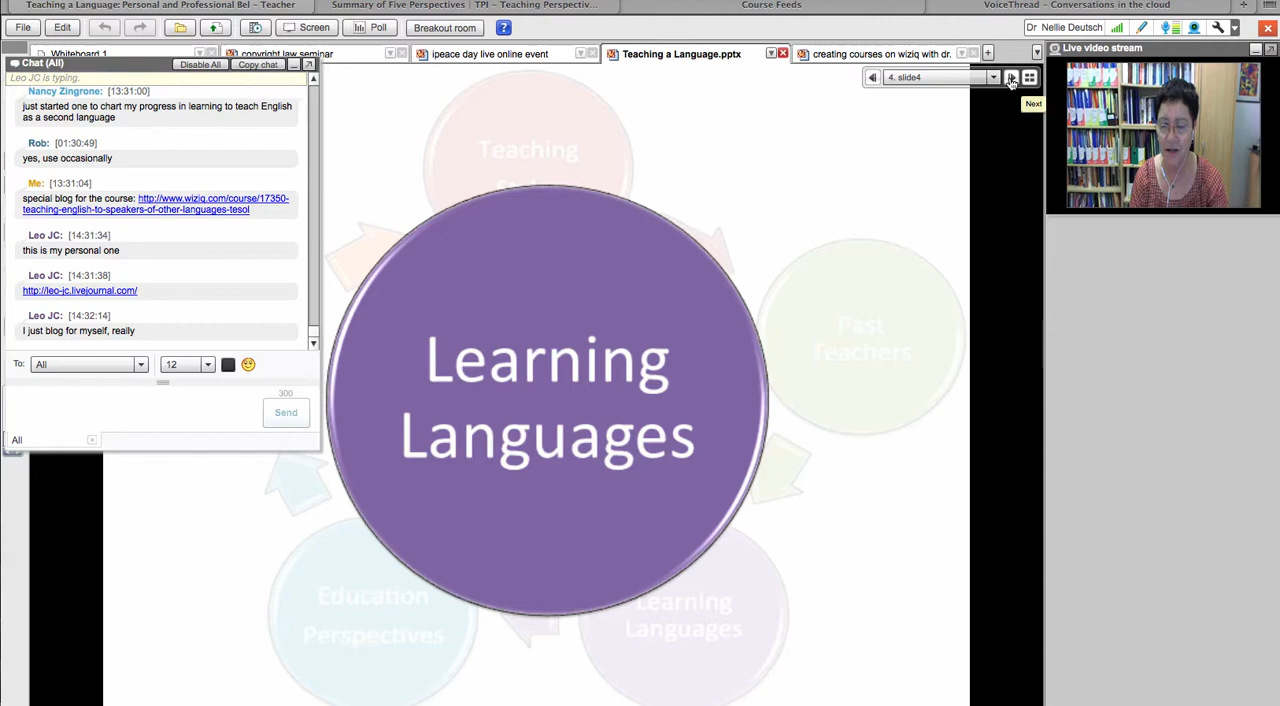 Teaching a Language: Personal and Professional Bel - Teacher
Summary of Five Perspectives | TPI – Teaching Perspectiv...
Course Feeds
VoiceThread – Conversations in the cloud
File
Edit
Screen
Poll
Breakout room
?
Dr Nellie Deutsch
Whiteboard 1
copyright law seminar
ipeace day live online event
Teaching a Language.pptx
creating courses on wiziq with dr.
Chat (All)
Disable All
Copy chat
Live video stream
Leo JC is typing.
4. slide4
Next
Nancy Zingrone: [13:31:00]
just started one to chart my progress in learning to teach English
as a second language
Rob: [01:30:49]
yes, use occasionally
Me: [13:31:04]
special blog for the course: http://www.wiziq.com/course/17350-
teaching-english-to-speakers-of-other-languages-tesol
Leo JC: [14:31:34]
this is my personal one
Leo JC: [14:31:38]
http://leo-jc.livejournal.com/
Leo JC: [14:32:14]
I just blog for myself, really
To: All
12
300
Send
All
Teaching
Learning
Languages
Past
Teachers
Education
Perspectives
Learning
Languages